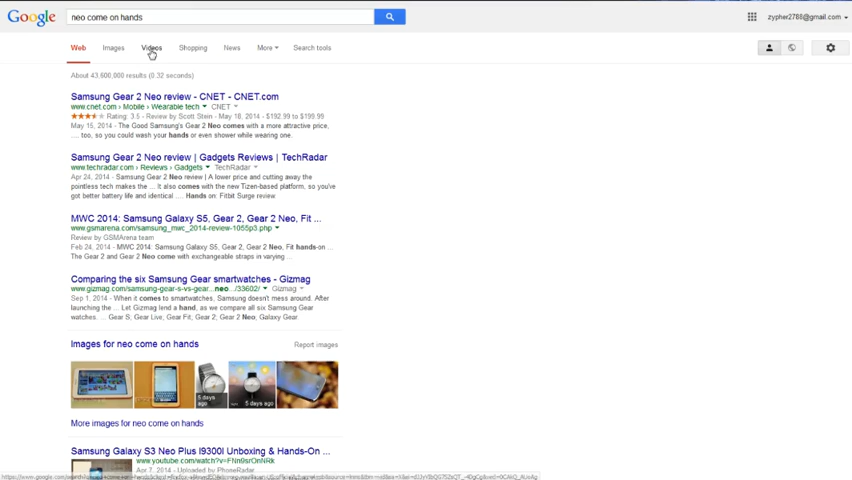 Google neo come on hands zypher2788@gmail.com
Web Images Videos Shopping News More Search tools
About 43,600,000 results (0.32 seconds)
Samsung Gear 2 Neo review - CNET - CNET.com
www.cnet.com › Mobile › Wearable tech CNET
Rating: 3.5 - Review by Scott Stein - May 18, 2014 - $192.99 to $199.99
May 15, 2014 - The Good Samsung's Gear 2 Neo comes with a more attractive price,
.... too, so you could wash your hands or even shower while wearing one.
Samsung Gear 2 Neo review | Gadgets Reviews | TechRadar
www.techradar.com › Reviews › Gadgets TechRadar
Apr 24, 2014 - Samsung Gear 2 Neo review | A lower price and cutting away the
pointless tech makes the ... It also comes with the new Tizen-based platform, so you've
got better battery life and identical .... Hands on: Fitbit Surge review.
MWC 2014: Samsung Galaxy S5, Gear 2, Gear 2 Neo, Fit ...
www.gsmarena.com/samsung_mwc_2014-review-1055p3.php
Review by GSMArena team
Feb 24, 2014 - MWC 2014: Samsung Galaxy S5, Gear 2, Gear 2 Neo, Fit hands-on ...
The Gear 2 and Gear 2 Neo come with exchangeable straps in varying ...
Comparing the six Samsung Gear smartwatches - Gizmag
www.gizmag.com/samsung-gear-s-vs-gear...neo.../33602/ Gizmag
Sep 1, 2014 - When it comes to smartwatches, Samsung doesn't mess around. After
launching the ... Let Gizmag lend a hand, as we compare all six Samsung Gear
watches. ... Gear S, Gear Live, Gear Fit, Gear 2, Gear 2 Neo, Galaxy Gear.
Images for neo come on hands Report images
5 days ago
5 days ago
More images for neo come on hands
Samsung Galaxy S3 Neo Plus I9300I Unboxing & Hands-On ...
www.youtube.com/watch?v=FNn9srOnNRk
Apr 7, 2014 - Uploaded by PhoneRadar